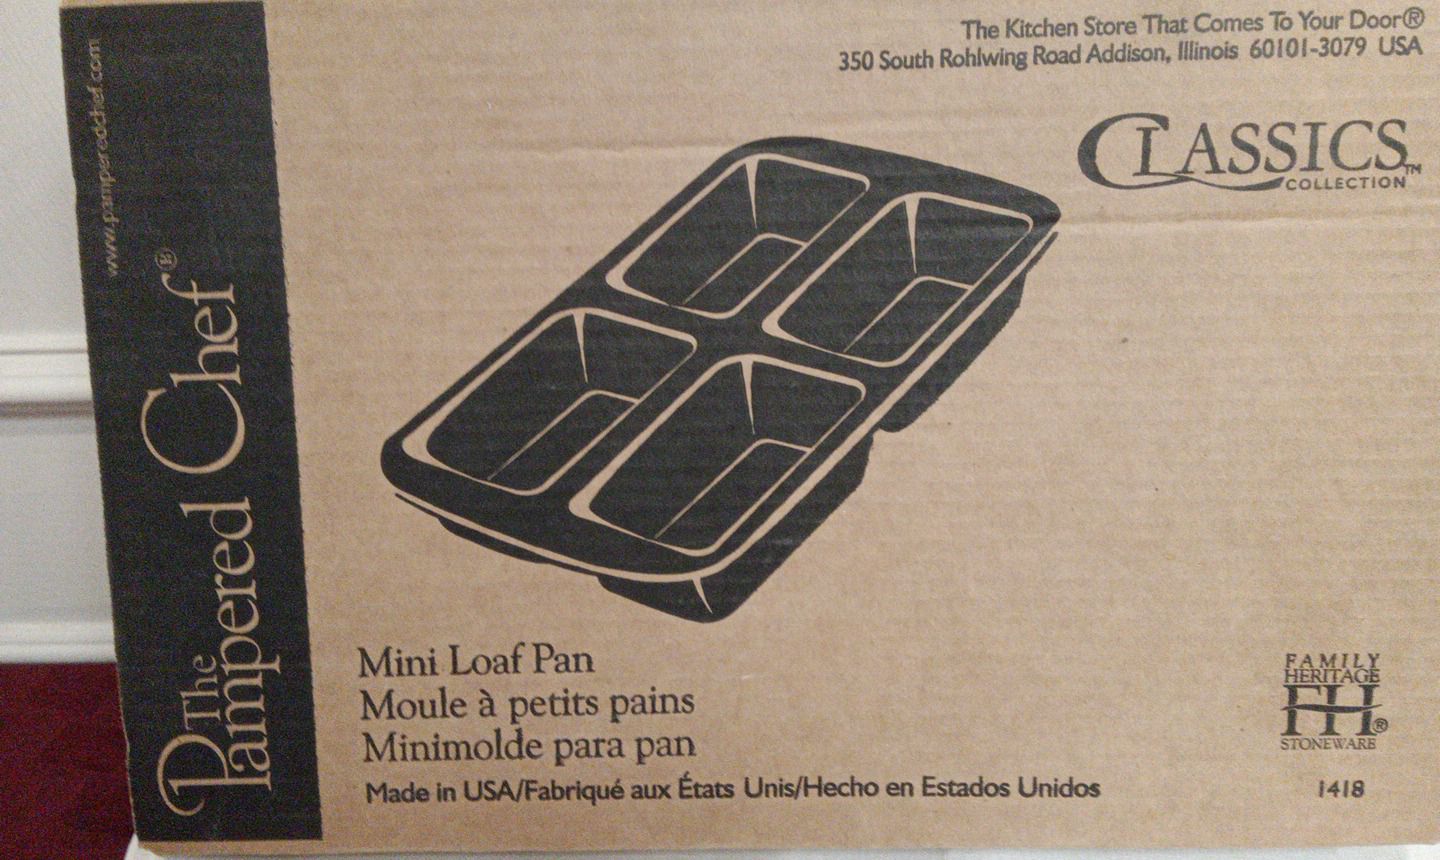 The Kitchen Store That Comes To Your Door®
350 South Rohlwing Road Addison, Illinois 60101-3079 USA
CLASSICS™
COLLECTION
www.pamperedchef.com
The
Pampered Chef®
Mini Loaf Pan
Moule à petits pains
Minimolde para pan
Made in USA/Fabriqué aux États Unis/Hecho en Estados Unidos
FAMILY
HERITAGE
FH®
STONEWARE
1418